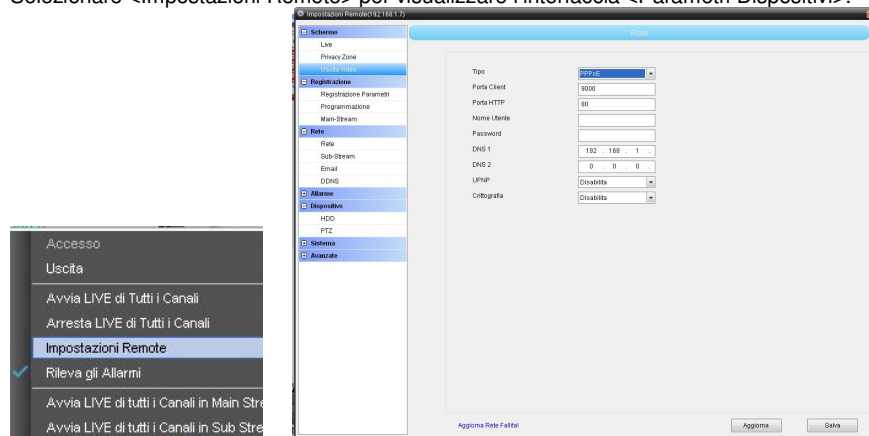 Selezionare <Impostazioni Remote> per visualizzare l'interfaccia <Parametri Dispositivi>.
Impostazioni Remote(192.168.1.7)
Schermo
Live
Privacy Zone
Uscita Video
Registrazione
Registrazione Parametri
Programmazione
Main-Stream
Rete
Rete
Sub-Stream
Email
DDNS
Allarme
Dispositivo
HDD
PTZ
Sistema
Avanzate
Rete
Tipo PPPoE
Porta Client 9000
Porta HTTP 80
Nome Utente
Password
DNS 1 192 . 168 . 1 .
DNS 2 0 . 0 . 0 .
UPNP Disabilita
Crittografia Disabilita
Aggiorna Rete Fallita!
Aggiorna
Salva
Accesso
Uscita
Avvia LIVE di Tutti i Canali
Arresta LIVE di Tutti i Canali
Impostazioni Remote
Rileva gli Allarmi
Avvia LIVE di tutti i Canali in Main Stre
Avvia LIVE di tutti i Canali in Sub Stre